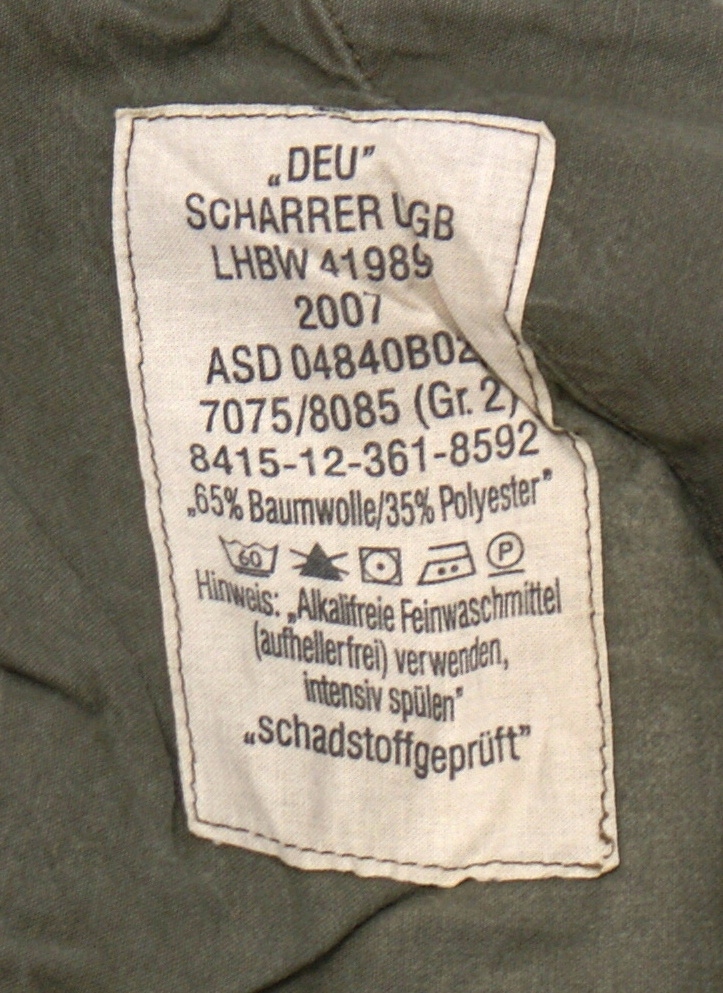 „DEU”
SCHARRER UGB
LHBW 41989
2007
ASD 04840B02
7075/8085 (Gr. 2)
8415-12-361-8592
„65% Baumwolle/35% Polyester”
60 P
Hinweis: „Alkalifreie Feinwaschmittel
(aufhellerfrei) verwenden,
intensiv spülen”
„schadstoffgeprüft”